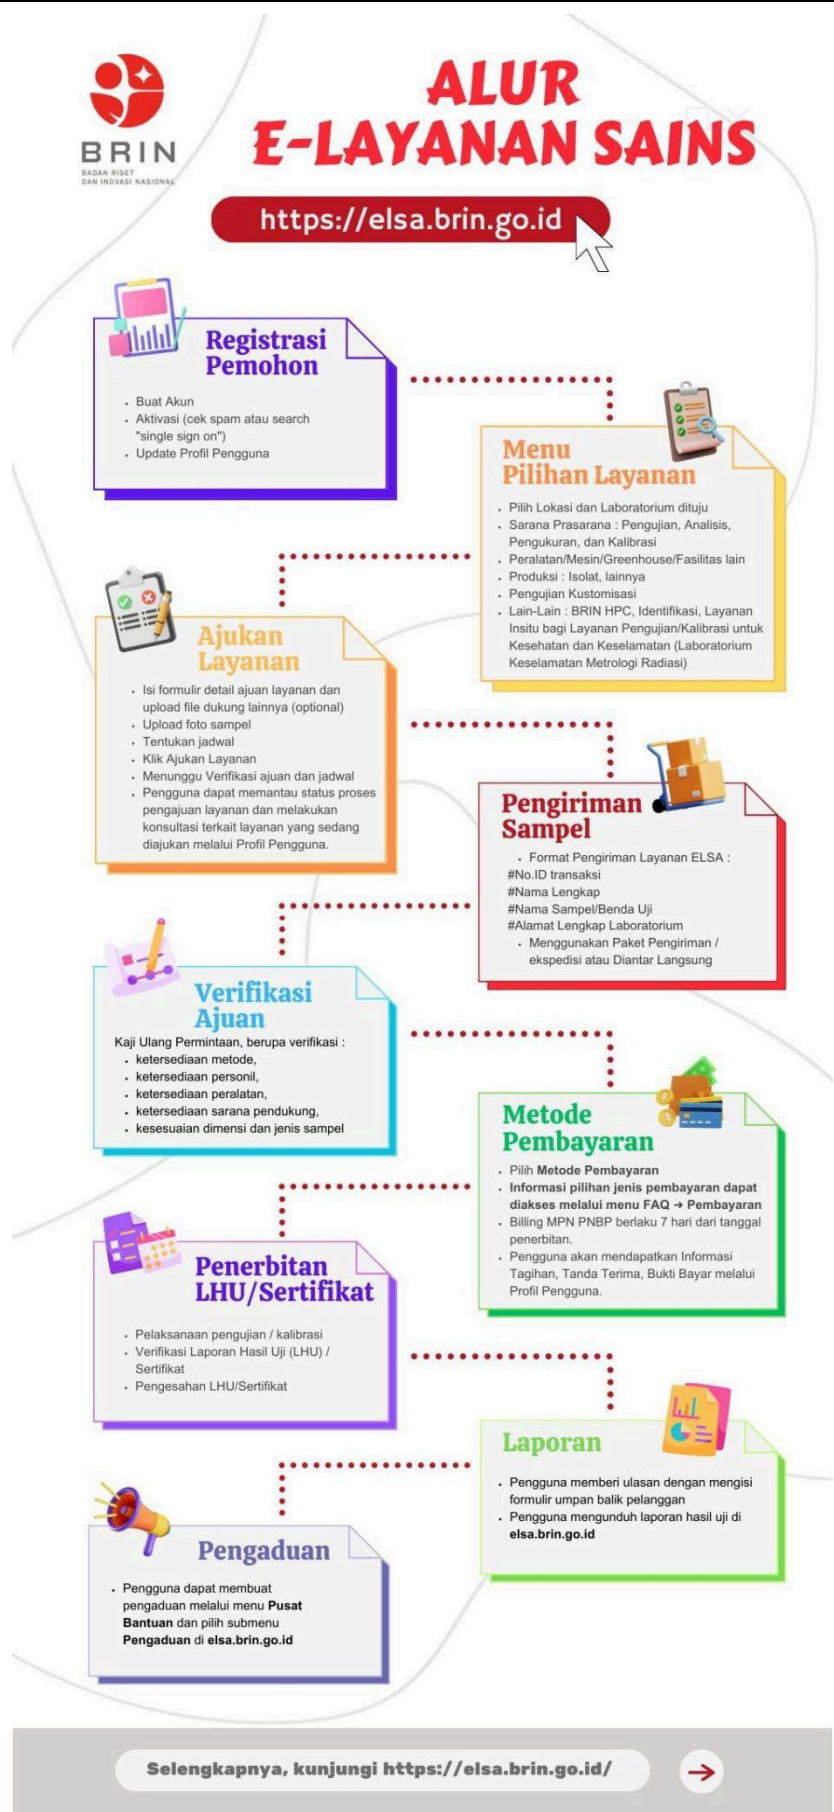 BRIN
BADAN RISET
DAN INOVASI NASIONAL
ALUR
E-LAYANAN SAINS
https://elsa.brin.go.id
Registrasi
Pemohon
• Buat Akun
• Aktivasi (cek spam atau search
"single sign on")
• Update Profil Pengguna
Menu
Pilihan Layanan
• Pilih Lokasi dan Laboratorium dituju
• Sarana Prasarana : Pengujian, Analisis,
Pengukuran, dan Kalibrasi
• Peralatan/Mesin/Greenhouse/Fasilitas lain
• Produksi : Isolat, lainnya
• Pengujian Kustomisasi
• Lain-Lain : BRIN HPC, Identifikasi, Layanan
Insitu bagi Layanan Pengujian/Kalibrasi untuk
Kesehatan dan Keselamatan (Laboratorium
Keselamatan Metrologi Radiasi)
Ajukan
Layanan
• Isi formulir detail ajuan layanan dan
upload file dukung lainnya (optional)
• Upload foto sampel
• Tentukan jadwal
• Klik Ajukan Layanan
• Menunggu Verifikasi ajuan dan jadwal
• Pengguna dapat memantau status proses
pengajuan layanan dan melakukan
konsultasi terkait layanan yang sedang
diajukan melalui Profil Pengguna.
Pengiriman
Sampel
• Format Pengiriman Layanan ELSA :
#No.ID transaksi
#Nama Lengkap
#Nama Sampel/Benda Uji
#Alamat Lengkap Laboratorium
• Menggunakan Paket Pengiriman /
ekspedisi atau Diantar Langsung
Verifikasi
Ajuan
Kaji Ulang Permintaan, berupa verifikasi :
• ketersediaan metode,
• ketersediaan personil,
• ketersediaan peralatan,
• ketersediaan sarana pendukung,
• kesesuaian dimensi dan jenis sampel
Metode
Pembayaran
• Pilih Metode Pembayaran
• Informasi pilihan jenis pembayaran dapat
diakses melalui menu FAQ → Pembayaran
• Billing MPN PNBP berlaku 7 hari dari tanggal
penerbitan.
• Pengguna akan mendapatkan Informasi
Tagihan, Tanda Terima, Bukti Bayar melalui
Profil Pengguna.
Penerbitan
LHU/Sertifikat
• Pelaksanaan pengujian / kalibrasi
• Verifikasi Laporan Hasil Uji (LHU) /
Sertifikat
• Pengesahan LHU/Sertifikat
Laporan
• Pengguna memberi ulasan dengan mengisi
formulir umpan balik pelanggan
• Pengguna mengunduh laporan hasil uji di
elsa.brin.go.id
Pengaduan
• Pengguna dapat membuat
pengaduan melalui menu Pusat
Bantuan dan pilih submenu
Pengaduan di elsa.brin.go.id
Selengkapnya, kunjungi https://elsa.brin.go.id/